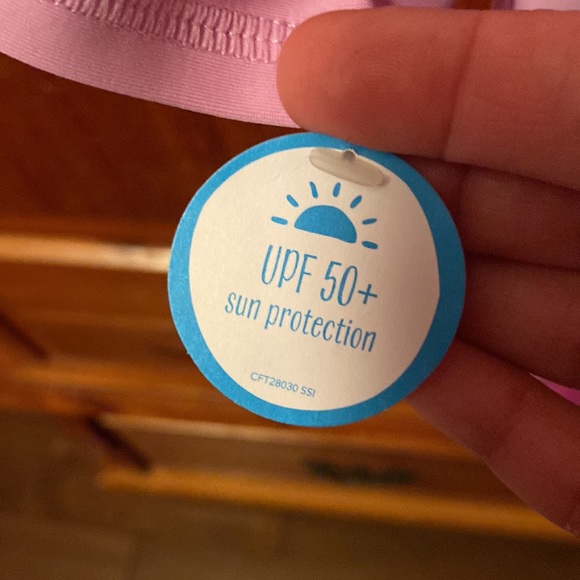 UPF 50+
sun protection
CFT28030 SSI